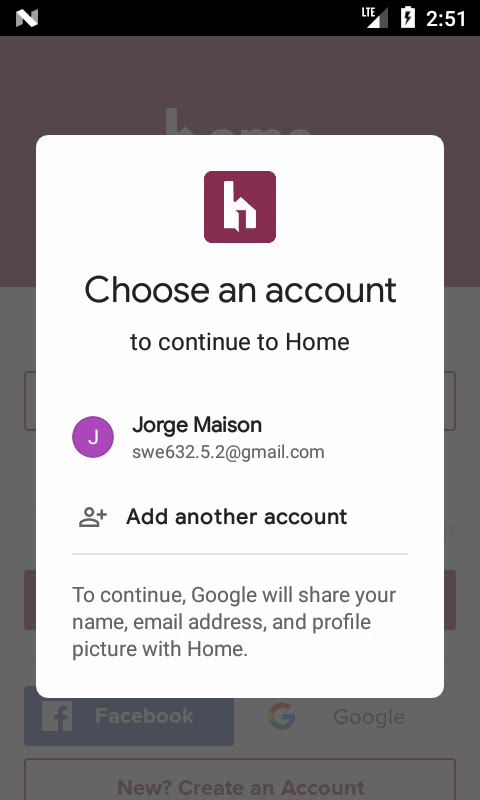 LTE 2:51
Choose an account
to continue to Home
J
Jorge Maison
swe632.5.2@gmail.com
Add another account
To continue, Google will share your
name, email address, and profile
picture with Home.
Facebook
Google
New? Create an Account